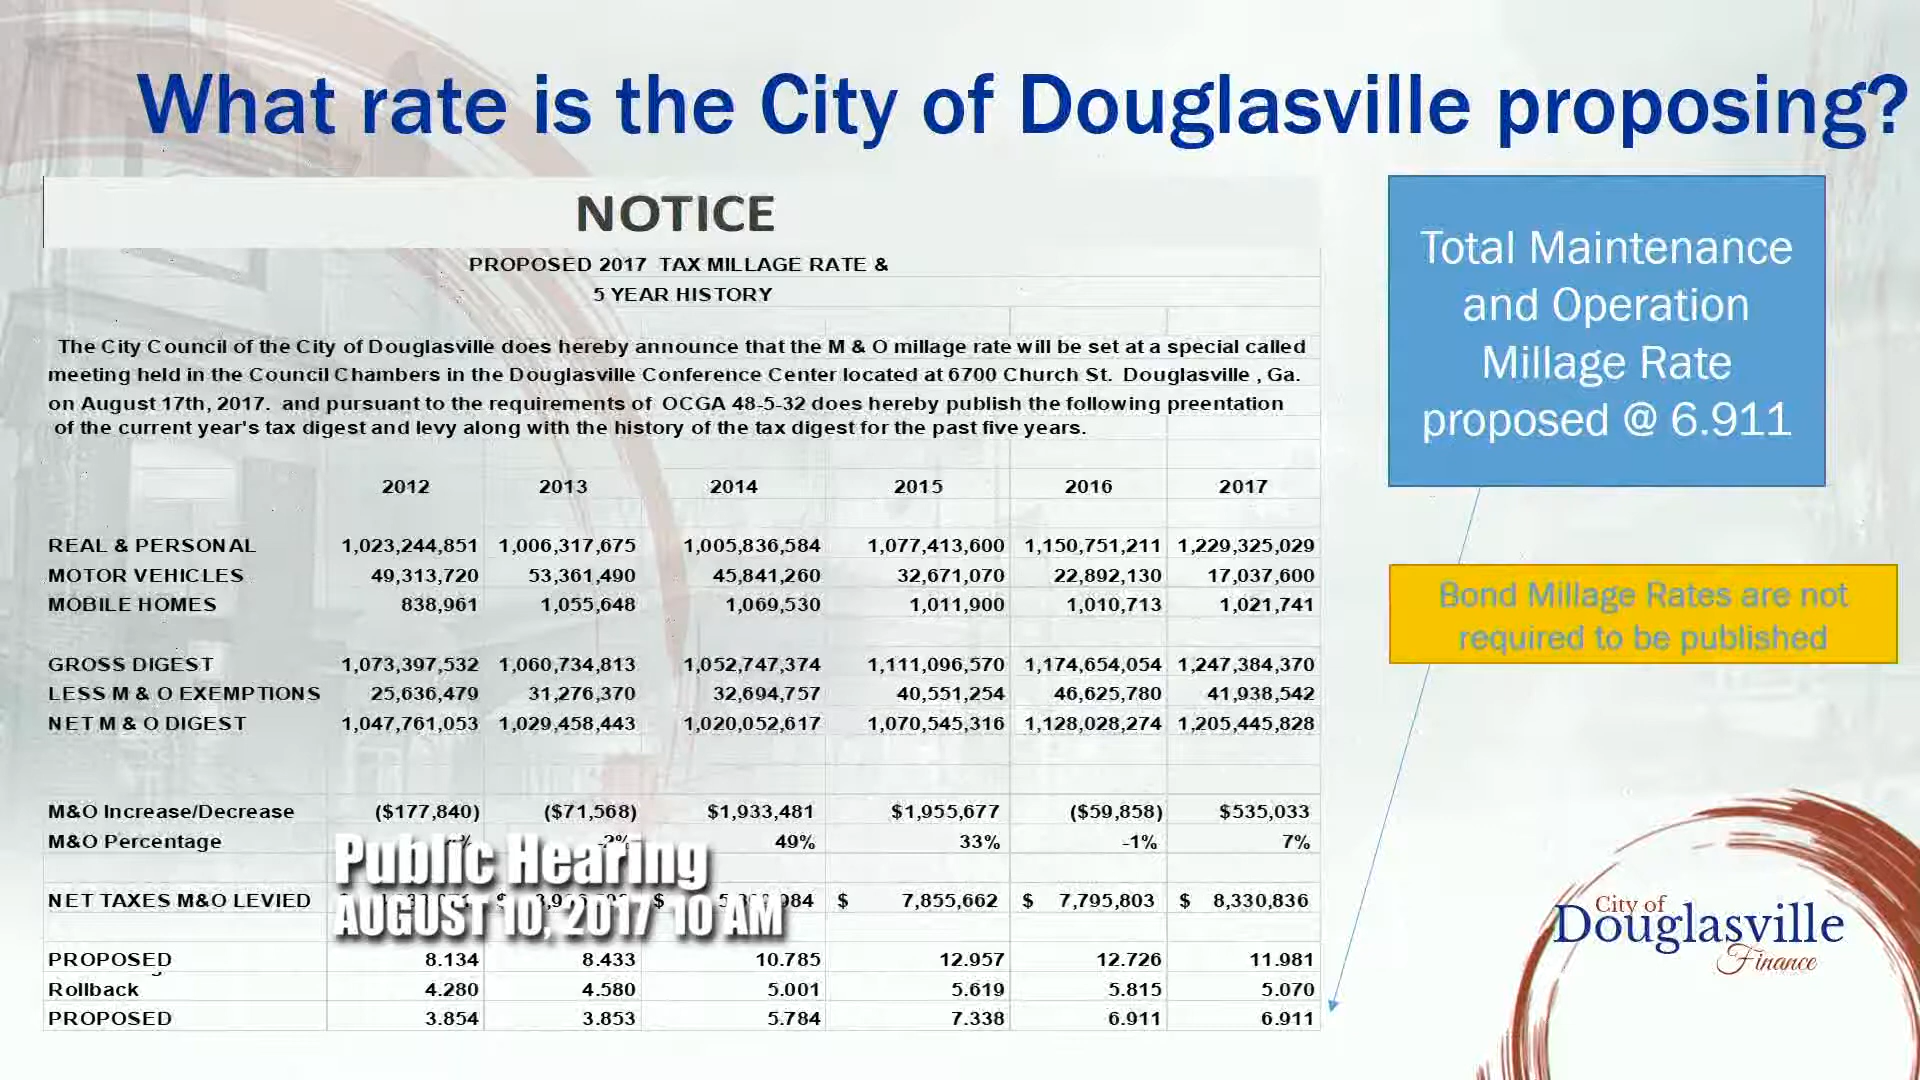 What rate is the City of Douglasville proposing?
NOTICE
PROPOSED 2017 TAX MILLAGE RATE &
5 YEAR HISTORY
The City Council of the City of Douglasville does hereby announce that the M & O millage rate will be set at a special called
meeting held in the Council Chambers in the Douglasville Conference Center located at 6700 Church St. Douglasville , Ga.
on August 17th, 2017. and pursuant to the requirements of OCGA 48-5-32 does hereby publish the following preentation
of the current year's tax digest and levy along with the history of the tax digest for the past five years.
2012 2013 2014 2015 2016 2017
REAL & PERSONAL 1,023,244,851 1,006,317,675 1,005,836,584 1,077,413,600 1,150,751,211 1,229,325,029
MOTOR VEHICLES 49,313,720 53,361,490 45,841,260 32,671,070 22,892,130 17,037,600
MOBILE HOMES 838,961 1,055,648 1,069,530 1,011,900 1,010,713 1,021,741
GROSS DIGEST 1,073,397,532 1,060,734,813 1,052,747,374 1,111,096,570 1,174,654,054 1,247,384,370
LESS M & O EXEMPTIONS 25,636,479 31,276,370 32,694,757 40,551,254 46,625,780 41,938,542
NET M & O DIGEST 1,047,761,053 1,029,458,443 1,020,052,617 1,070,545,316 1,128,028,274 1,205,445,828
M&O Increase/Decrease ($177,840) ($71,568) $1,933,481 $1,955,677 ($59,858) $535,033
M&O Percentage 49% 33% -1% 7%
NET TAXES M&O LEVIED $ $ 7,855,662 $ 7,795,803 $ 8,330,836
PROPOSED 8.134 8.433 10.785 12.957 12.726 11.981
Rollback 4.280 4.580 5.001 5.619 5.815 5.070
PROPOSED 3.854 3.853 5.784 7.338 6.911 6.911
Public Hearing
AUGUST 10, 2017 10 AM
Total Maintenance
and Operation
Millage Rate
proposed @ 6.911
Bond Millage Rates are not
required to be published
City of
Douglasville
Finance